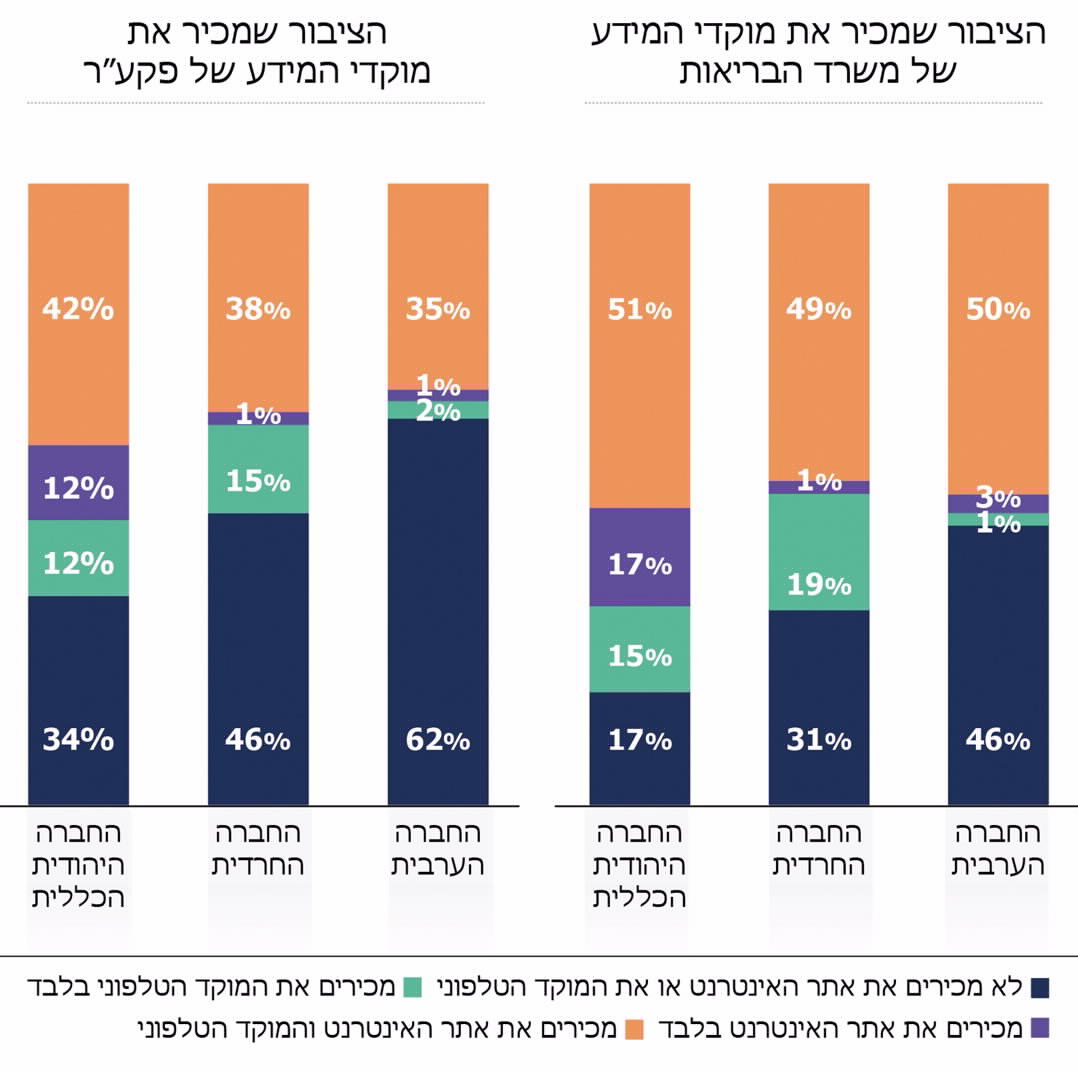 הציבור שמכיר את מוקדי המידע
של משרד הבריאות
50%
3%
1%
46%
49%
1%
19%
31%
51%
17%
15%
17%
החברה
הערבית
החברה
החרדית
החברה
היהודית
הכללית
הציבור שמכיר את
מוקדי המידע של פקע״ר
35%
1%
2%
62%
38%
1%
15%
46%
42%
12%
12%
34%
החברה
הערבית
החברה
החרדית
החברה
היהודית
הכללית
לא מכירים את אתר האינטרנט או את המוקד הטלפוני מכירים את המוקד הטלפוני בלבד
מכירים את אתר האינטרנט בלבד מכירים את אתר האינטרנט והמוקד הטלפוני